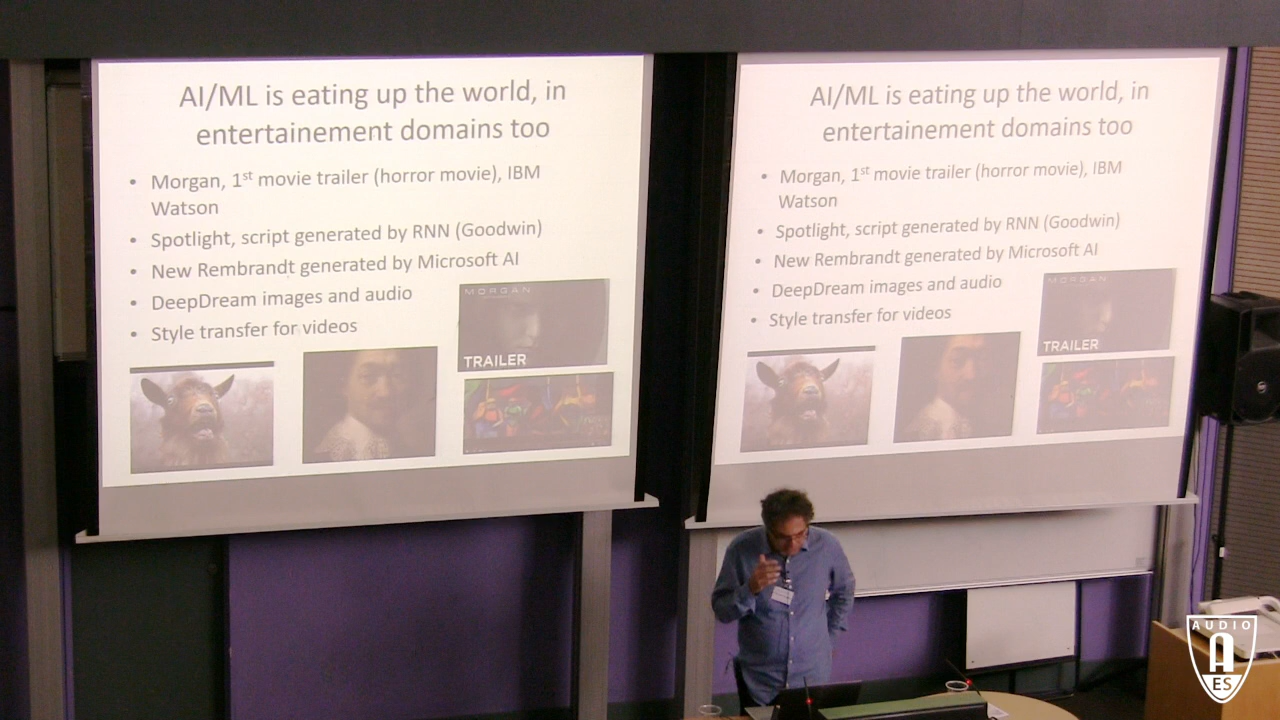 AI/ML is eating up the world, in
entertainement domains too
• Morgan, 1st movie trailer (horror movie), IBM
Watson
• Spotlight, script generated by RNN (Goodwin)
• New Rembrandt generated by Microsoft AI
• DeepDream images and audio
• Style transfer for videos
MORGAN
TRAILER
AI/ML is eating up the world, in
entertainement domains too
• Morgan, 1st movie trailer (horror movie), IBM
Watson
• Spotlight, script generated by RNN (Goodwin)
• New Rembrandt generated by Microsoft AI
• DeepDream images and audio
• Style transfer for videos
MORGAN
TRAILER
AUDIO
A
ES